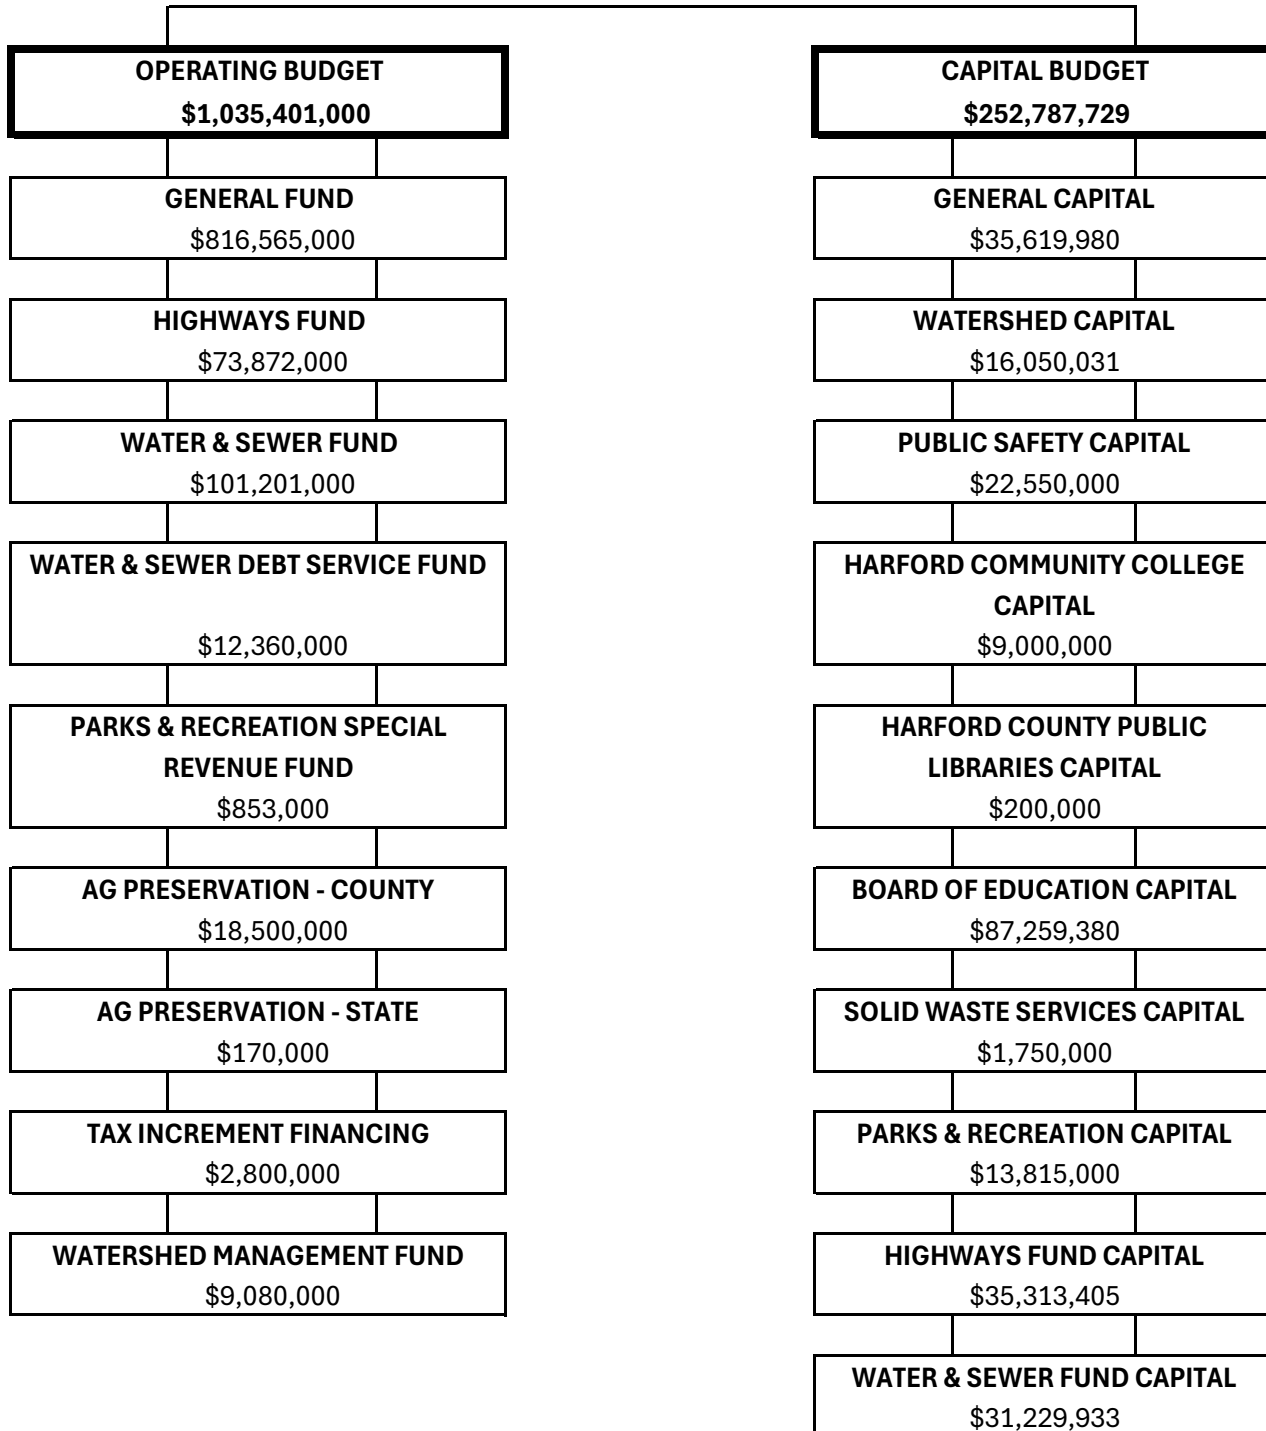 OPERATING BUDGET
$1,035,401,000
GENERAL FUND
$816,565,000
HIGHWAYS FUND
$73,872,000
WATER & SEWER FUND
$101,201,000
WATER & SEWER DEBT SERVICE FUND
$12,360,000
PARKS & RECREATION SPECIAL
REVENUE FUND
$853,000
AG PRESERVATION - COUNTY
$18,500,000
AG PRESERVATION - STATE
$170,000
TAX INCREMENT FINANCING
$2,800,000
WATERSHED MANAGEMENT FUND
$9,080,000
CAPITAL BUDGET
$252,787,729
GENERAL CAPITAL
$35,619,980
WATERSHED CAPITAL
$16,050,031
PUBLIC SAFETY CAPITAL
$22,550,000
HARFORD COMMUNITY COLLEGE
CAPITAL
$9,000,000
HARFORD COUNTY PUBLIC
LIBRARIES CAPITAL
$200,000
BOARD OF EDUCATION CAPITAL
$87,259,380
SOLID WASTE SERVICES CAPITAL
$1,750,000
PARKS & RECREATION CAPITAL
$13,815,000
HIGHWAYS FUND CAPITAL
$35,313,405
WATER & SEWER FUND CAPITAL
$31,229,933